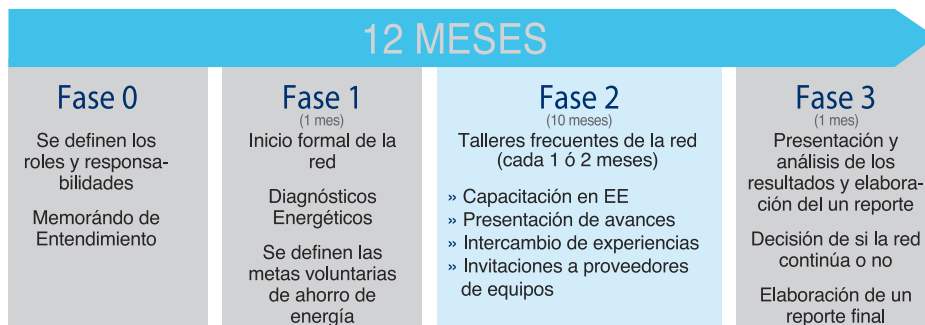 12 MESES
Fase 0
Se definen los
roles y responsa-
bilidades
Memorándo de
Entendimiento
Fase 1
(1 mes)
Inicio formal de la
red
Diagnósticos
Energéticos
Se definen las
metas voluntarias
de ahorro de
energía
Fase 2
(10 meses)
Talleres frecuentes de la red
(cada 1 ó 2 meses)
» Capacitación en EE
» Presentación de avances
» Intercambio de experiencias
» Invitaciones a proveedores
de equipos
Fase 3
(1 mes)
Presentación y
análisis de los
resultados y elabora-
ción del un reporte
Decisión de si la red
continúa o no
Elaboración de un
reporte final